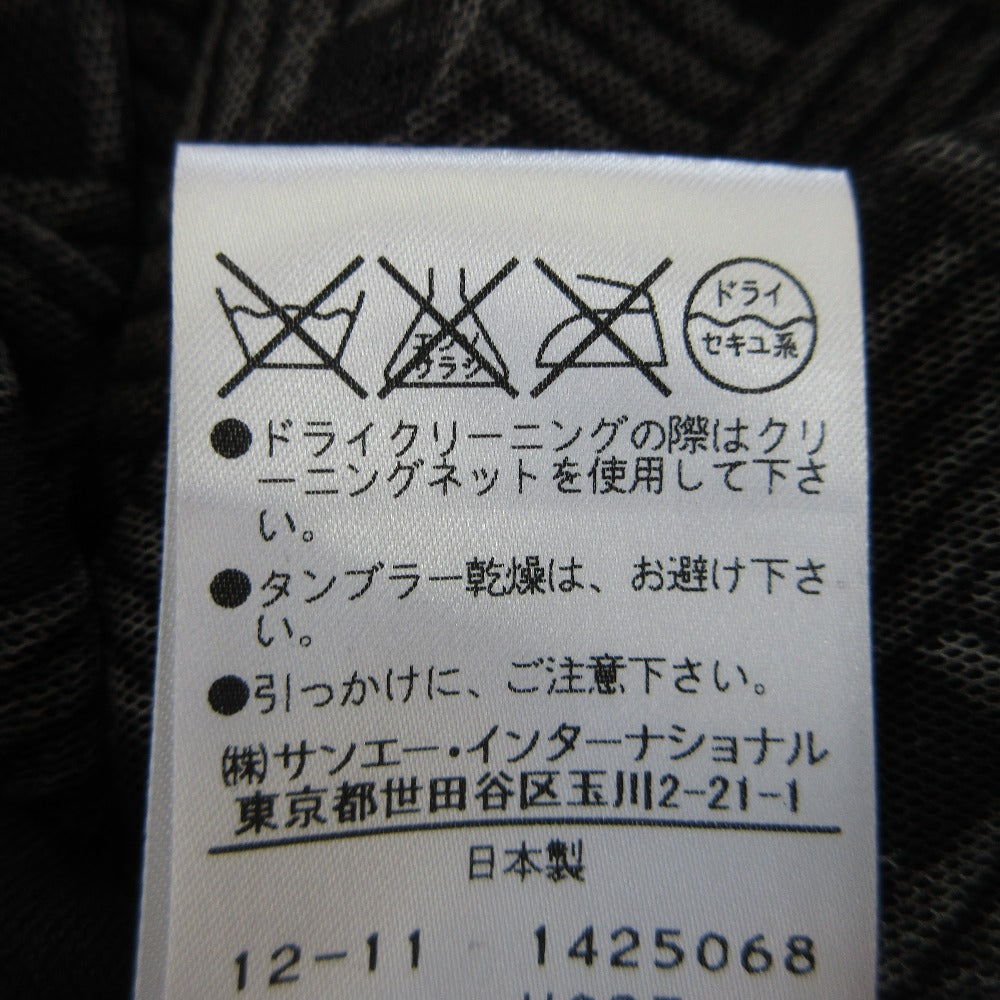 エンソ
サラシ
ドライ
セキユ系
●ドライクリーニングの際はクリ
ーニングネットを使用して下さ
い。
●タンブラー乾燥は、お避け下さ
い。
●引っかけに、ご注意下さい。
㈱サンエー・インターナショナル
東京都世田谷区玉川2-21-1
日本製
12-11 1425068